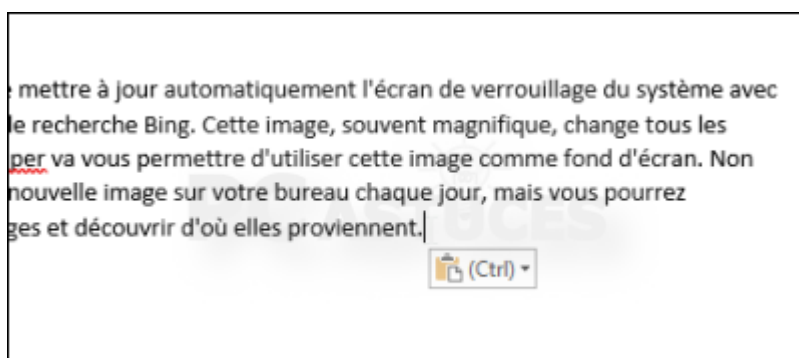 mettre à jour automatiquement l'écran de verrouillage du système avec
le recherche Bing. Cette image, souvent magnifique, change tous les
per va vous permettre d'utiliser cette image comme fond d'écran. Non
nouvelle image sur votre bureau chaque jour, mais vous pourrez
ges et découvrir d'où elles proviennent.
(Ctrl)
PC ASTUCES